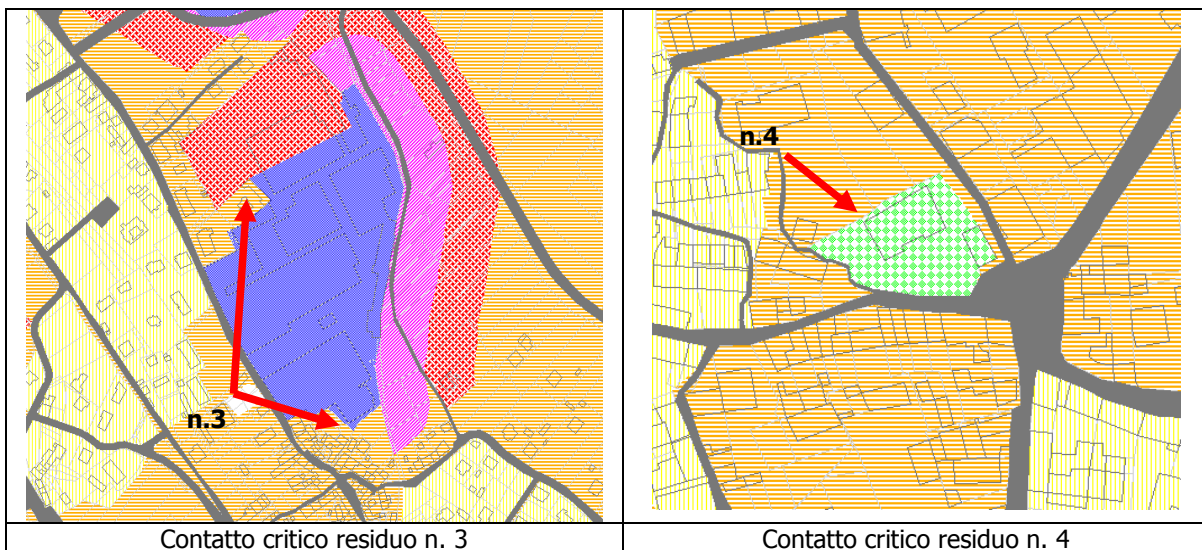 n.3
n.4
Contatto critico residuo n. 3
Contatto critico residuo n. 4